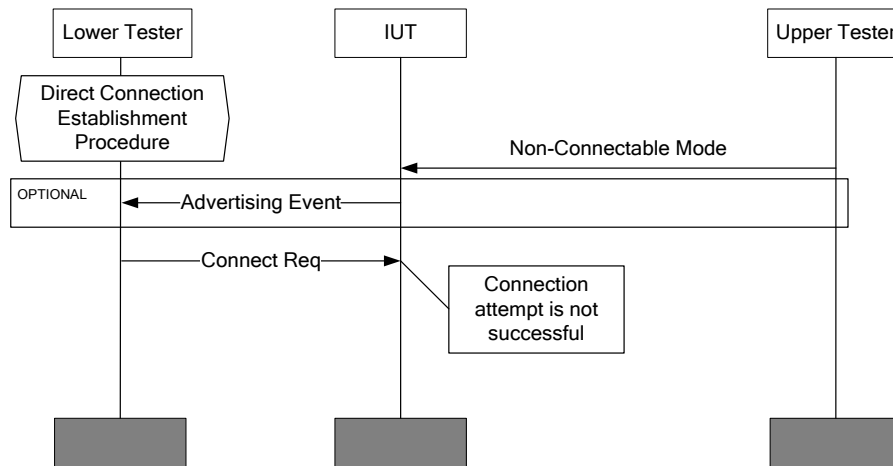 Lower Tester
IUT
Upper Tester
Direct Connection
Establishment
Procedure
Non-Connectable Mode
OPTIONAL
Advertising Event
Connect Req
Connection
attempt is not
successful